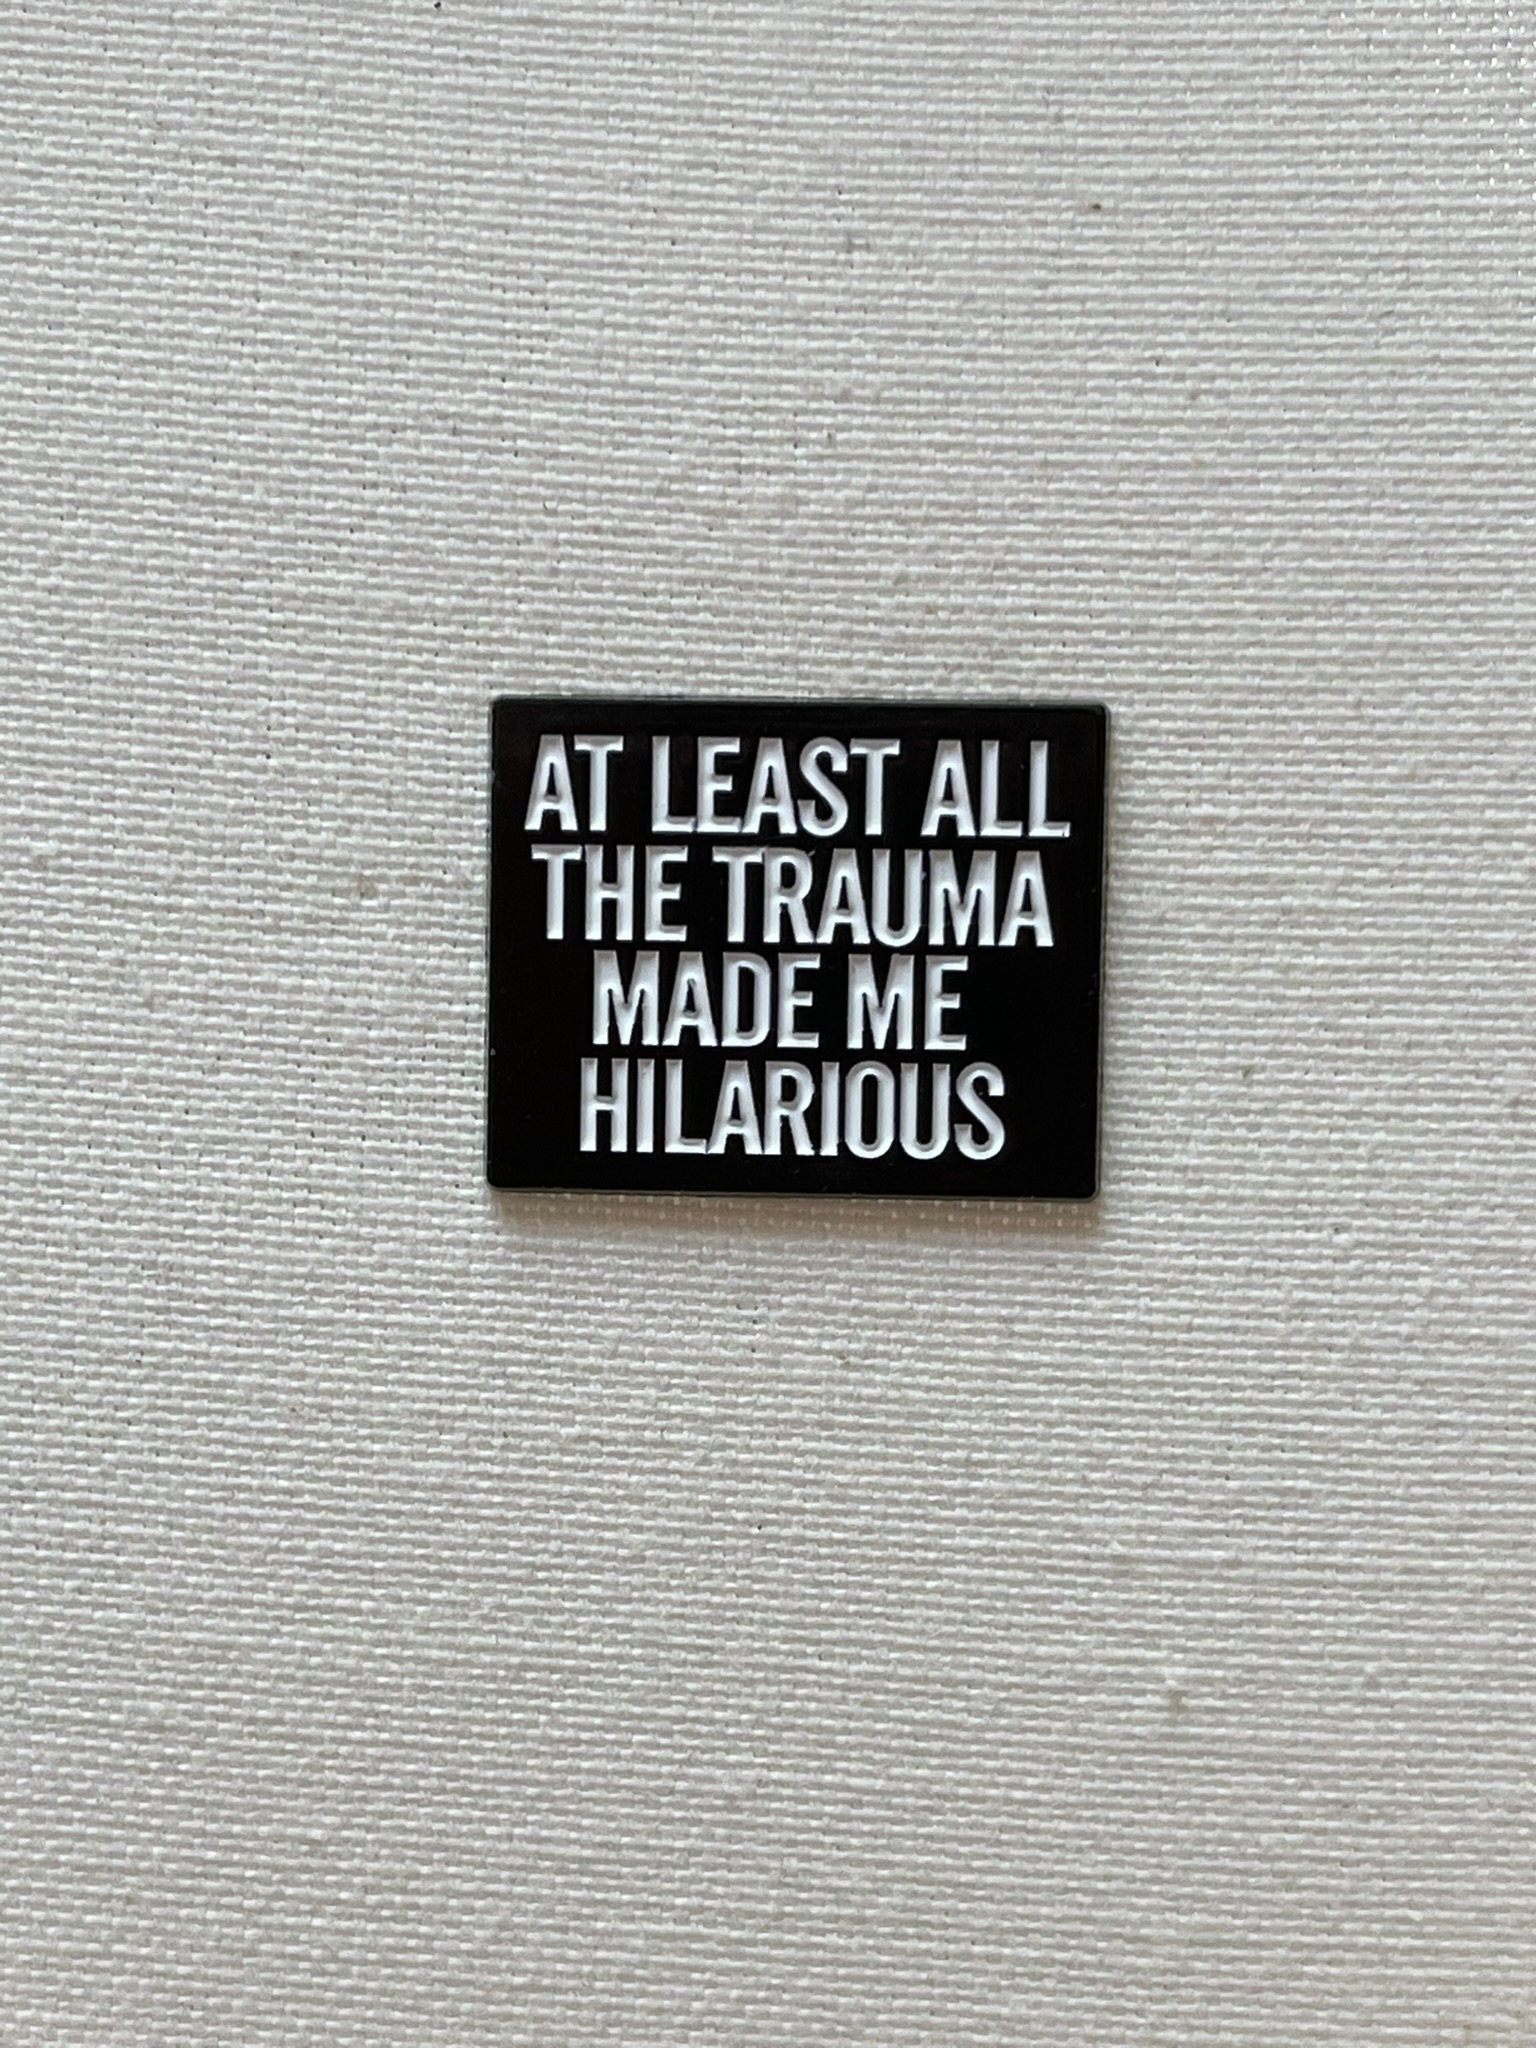 AT LEAST ALL
THE TRAUMA
MADE ME
HILARIOUS